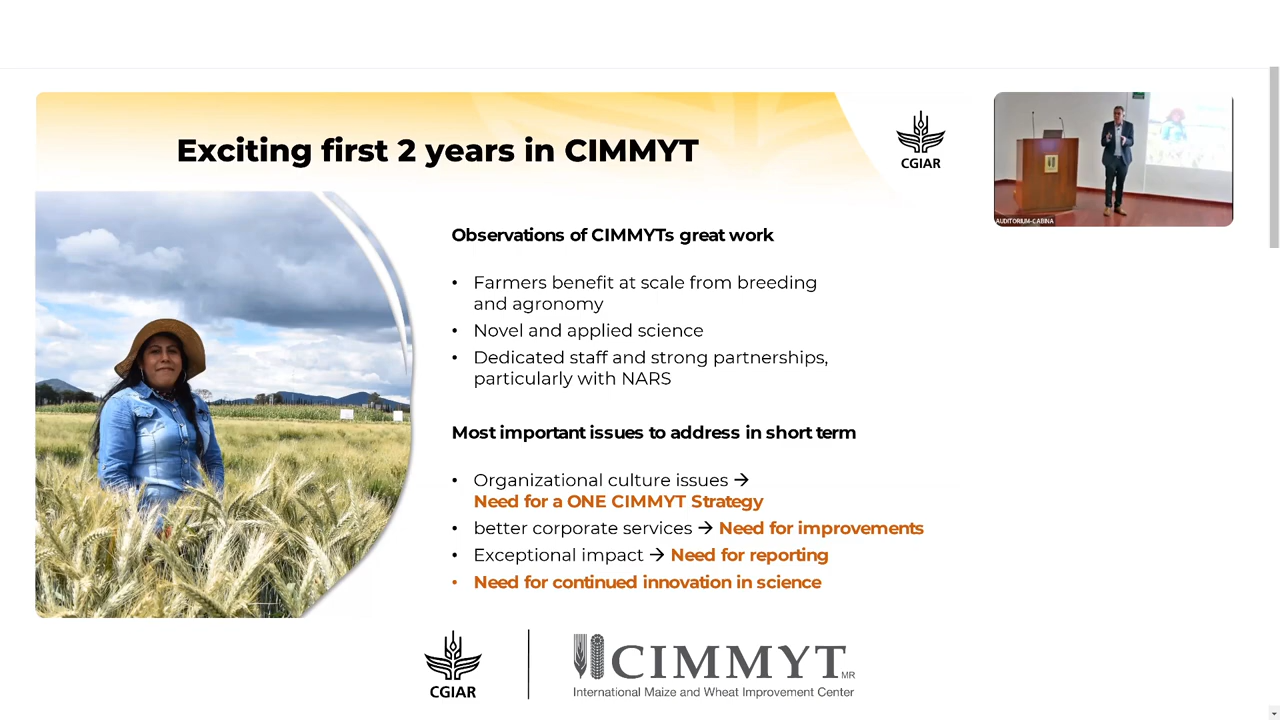 Exciting first 2 years in CIMMYT
CGIAR
AUDITORIUM-CABINA
Observations of CIMMYTs great work
• Farmers benefit at scale from breeding
and agronomy
• Novel and applied science
• Dedicated staff and strong partnerships,
particularly with NARS
Most important issues to address in short term
• Organizational culture issues →
Need for a ONE CIMMYT Strategy
• better corporate services → Need for improvements
• Exceptional impact → Need for reporting
• Need for continued innovation in science
CGIAR
CIMMYT MR
International Maize and Wheat Improvement Center